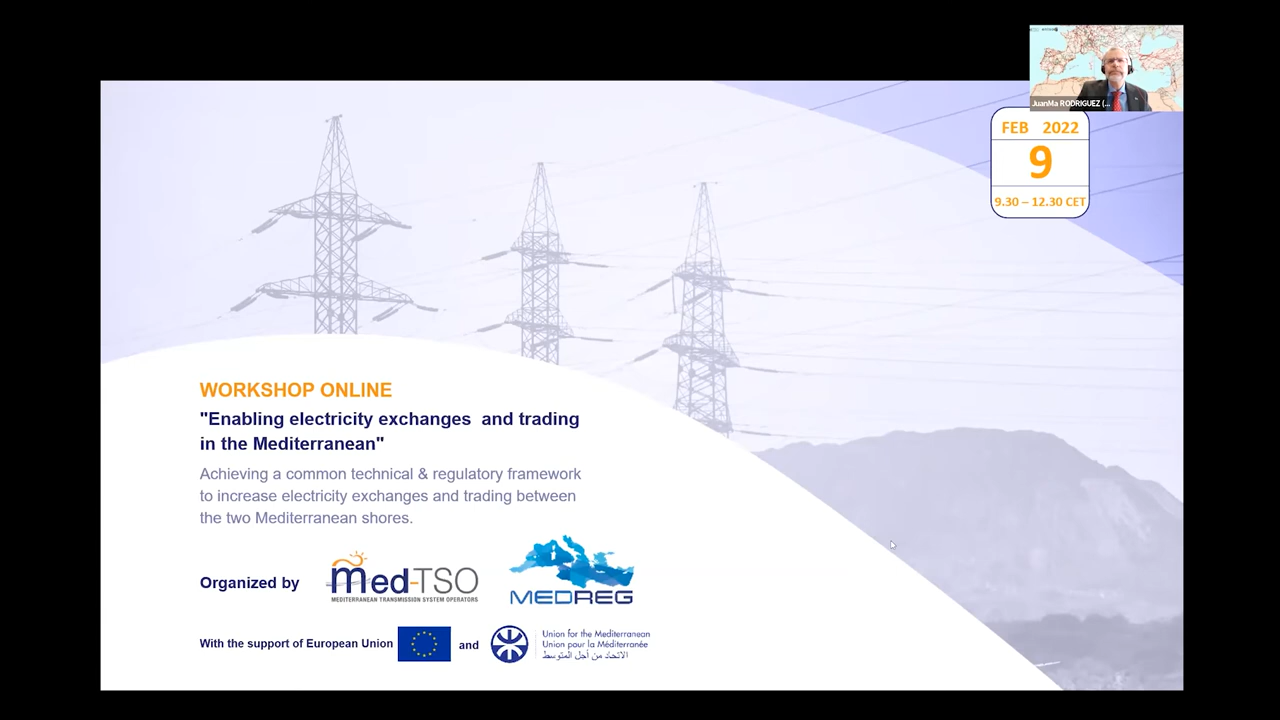 JuanMa RODRIGUEZ (...
FEB 2022
9
9.30 – 12.30 CET
WORKSHOP ONLINE
"Enabling electricity exchanges and trading
in the Mediterranean"
Achieving a common technical & regulatory framework
to increase electricity exchanges and trading between
the two Mediterranean shores.
Organized by
med-TSO
MEDITERRANEAN TRANSMISSION SYSTEM OPERATORS
MEDREG
With the support of European Union
and
Union for the Mediterranean
Union pour la Méditerranée
الاتحاد من أجل المتوسط